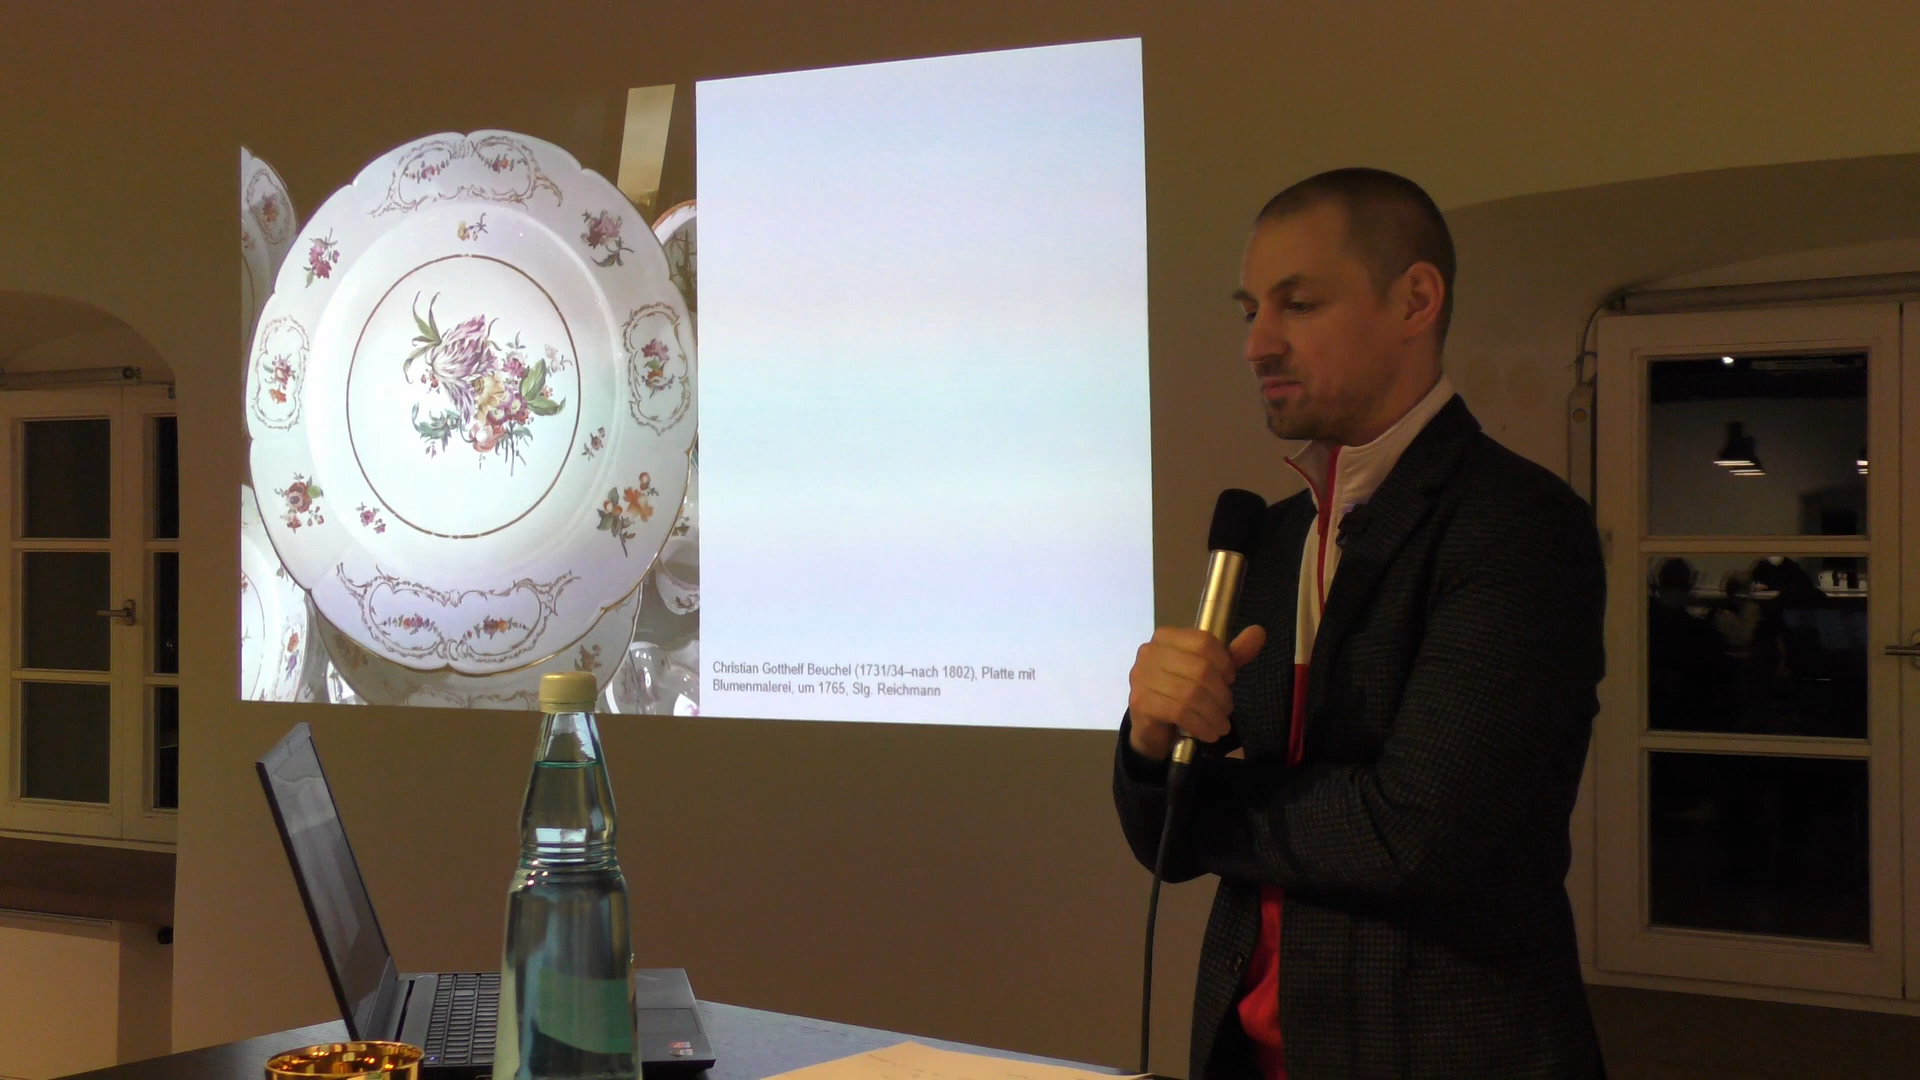 Christian Gotthelf Beuchel (1731/34–nach 1802), Platte mit
Blumenmalerei, um 1765, Slg. Reichmann